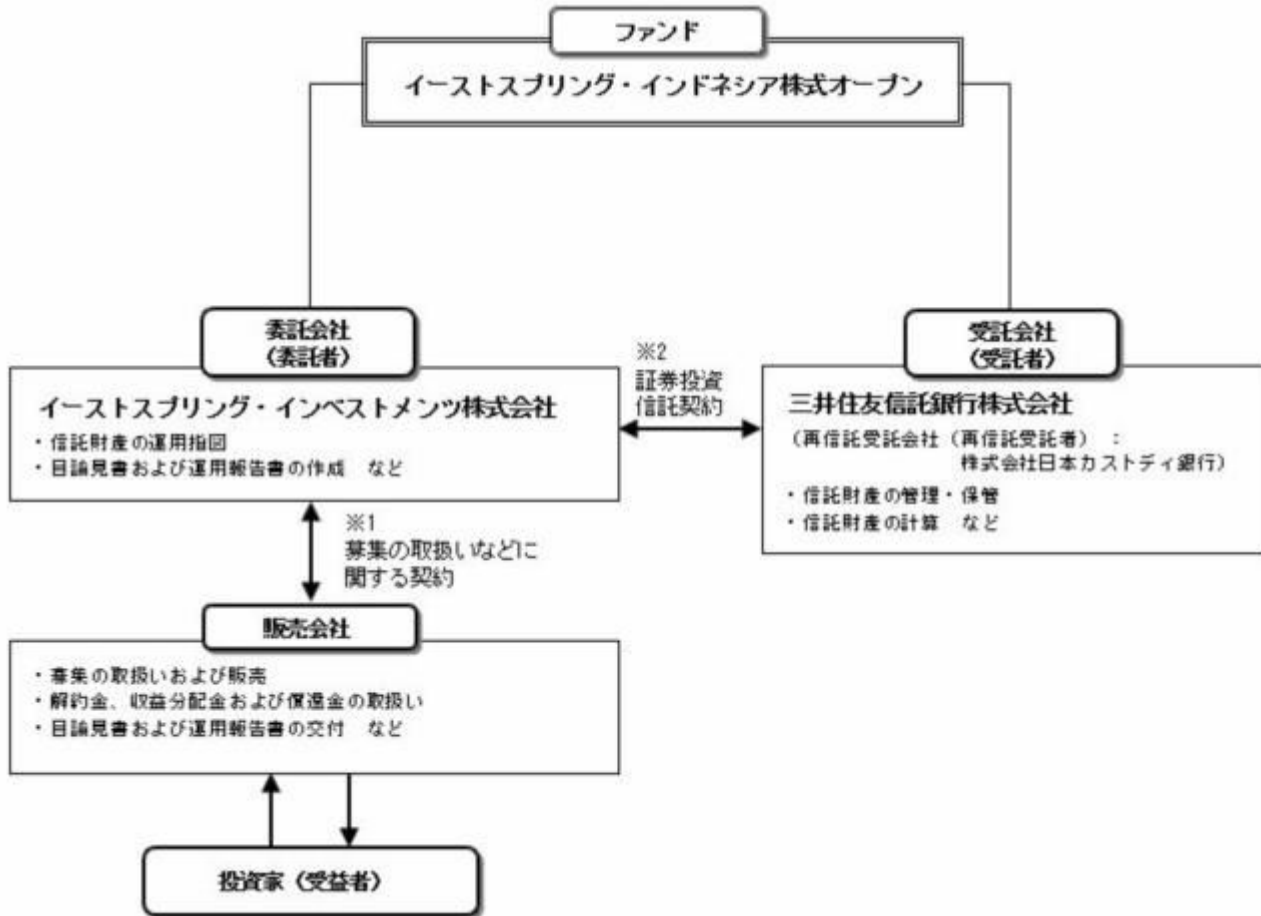 ファンド
イーストスプリング・インドネシア株式オープン
委託会社
(委託者)
イーストスプリング・インベストメンツ株式会社
・信託財産の運用指図
・目論見書および運用報告書の作成　など
※2
証券投資
信託契約
受託会社
(受託者)
三井住友信託銀行株式会社
（再信託受託会社（再信託受託者）：
株式会社日本カストディ銀行）
・信託財産の管理・保管
・信託財産の計算　など
※1
募集の取扱いなどに
関する契約
販売会社
・募集の取扱いおよび販売
・解約金、収益分配金および償還金の取扱い
・目論見書および運用報告書の交付　など
投資家（受益者）